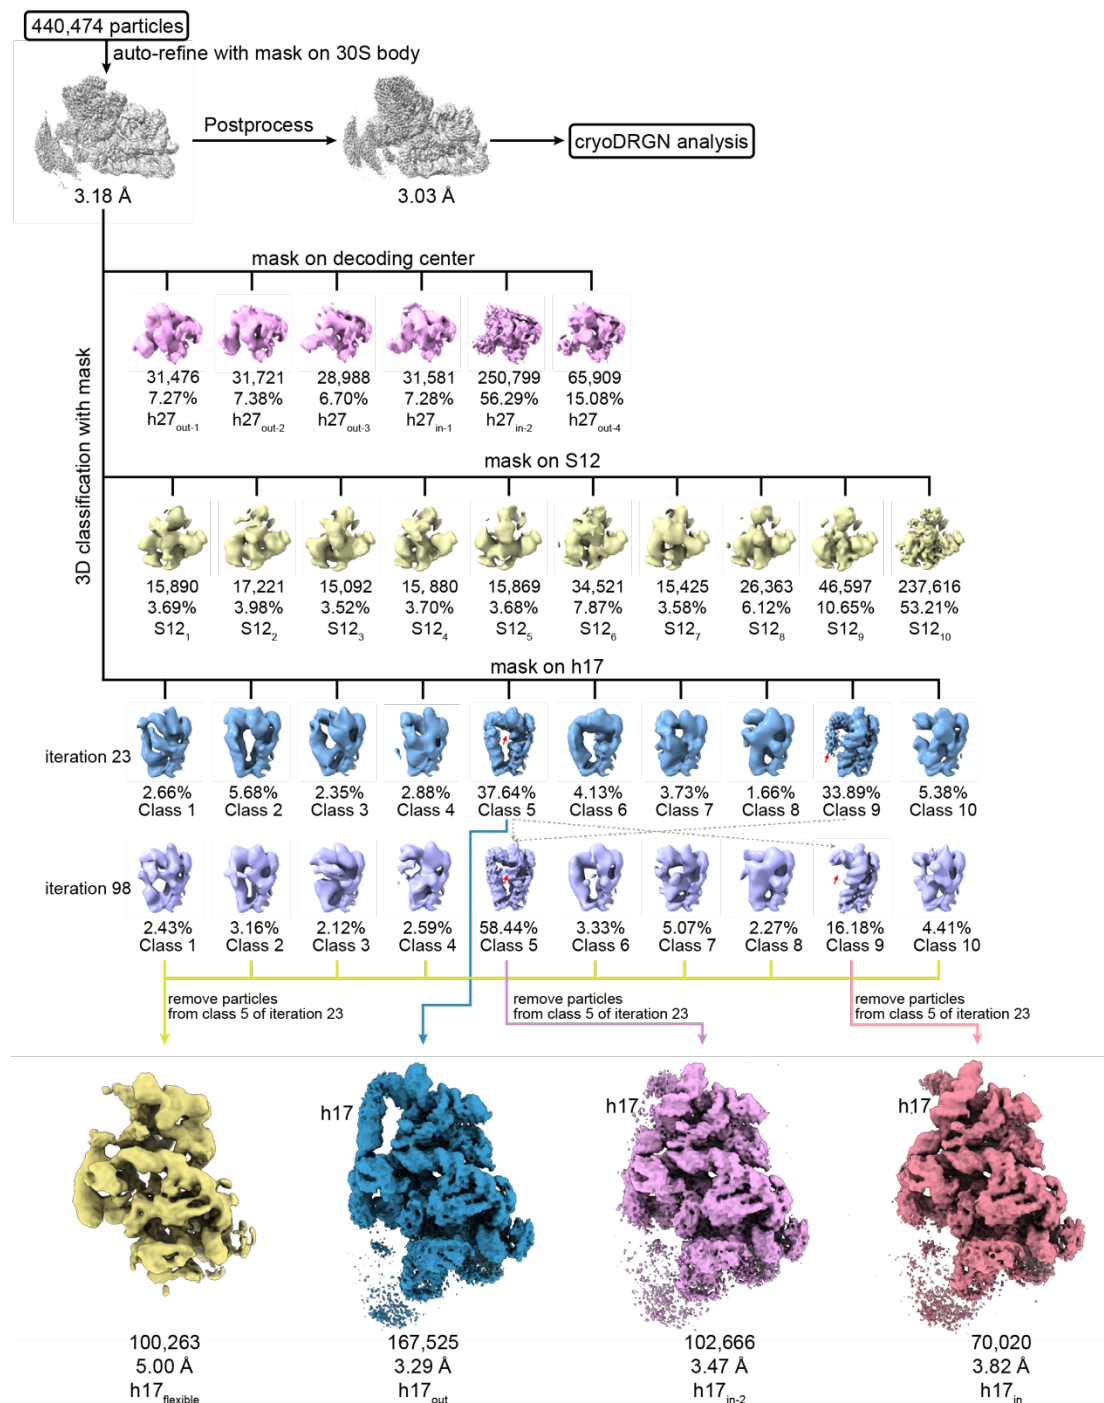 440,474 particles
auto-refine with mask on 30S body
Postprocess
cryoDRGN analysis
3.18 Å
3.03 Å
3D classification with mask
mask on decoding center
31,476 31,721 28,988 31,581 250,799 65,909
7.27% 7.38% 6.70% 7.28% 56.29% 15.08%
h27out-1 h27out-2 h27out-3 h27in-1 h27in-2 h27out-4
mask on S12
15,890 17,221 15,092 15, 880 15,869 34,521 15,425 26,363 46,597 237,616
3.69% 3.98% 3.52% 3.70% 3.68% 7.87% 3.58% 6.12% 10.65% 53.21%
S121 S122 S123 S124 S125 S126 S127 S128 S129 S1210
mask on h17
iteration 23
2.66% 5.68% 2.35% 2.88% 37.64% 4.13% 3.73% 1.66% 33.89% 5.38%
Class 1 Class 2 Class 3 Class 4 Class 5 Class 6 Class 7 Class 8 Class 9 Class 10
iteration 98
2.43% 3.16% 2.12% 2.59% 58.44% 3.33% 5.07% 2.27% 16.18% 4.41%
Class 1 Class 2 Class 3 Class 4 Class 5 Class 6 Class 7 Class 8 Class 9 Class 10
remove particles
from class 5 of iteration 23
remove particles
from class 5 of iteration 23
remove particles
from class 5 of iteration 23
h17 h17 h17
100,263 167,525 102,666 70,020
5.00 Å 3.29 Å 3.47 Å 3.82 Å
h17flexible h17out h17in-2 h17in